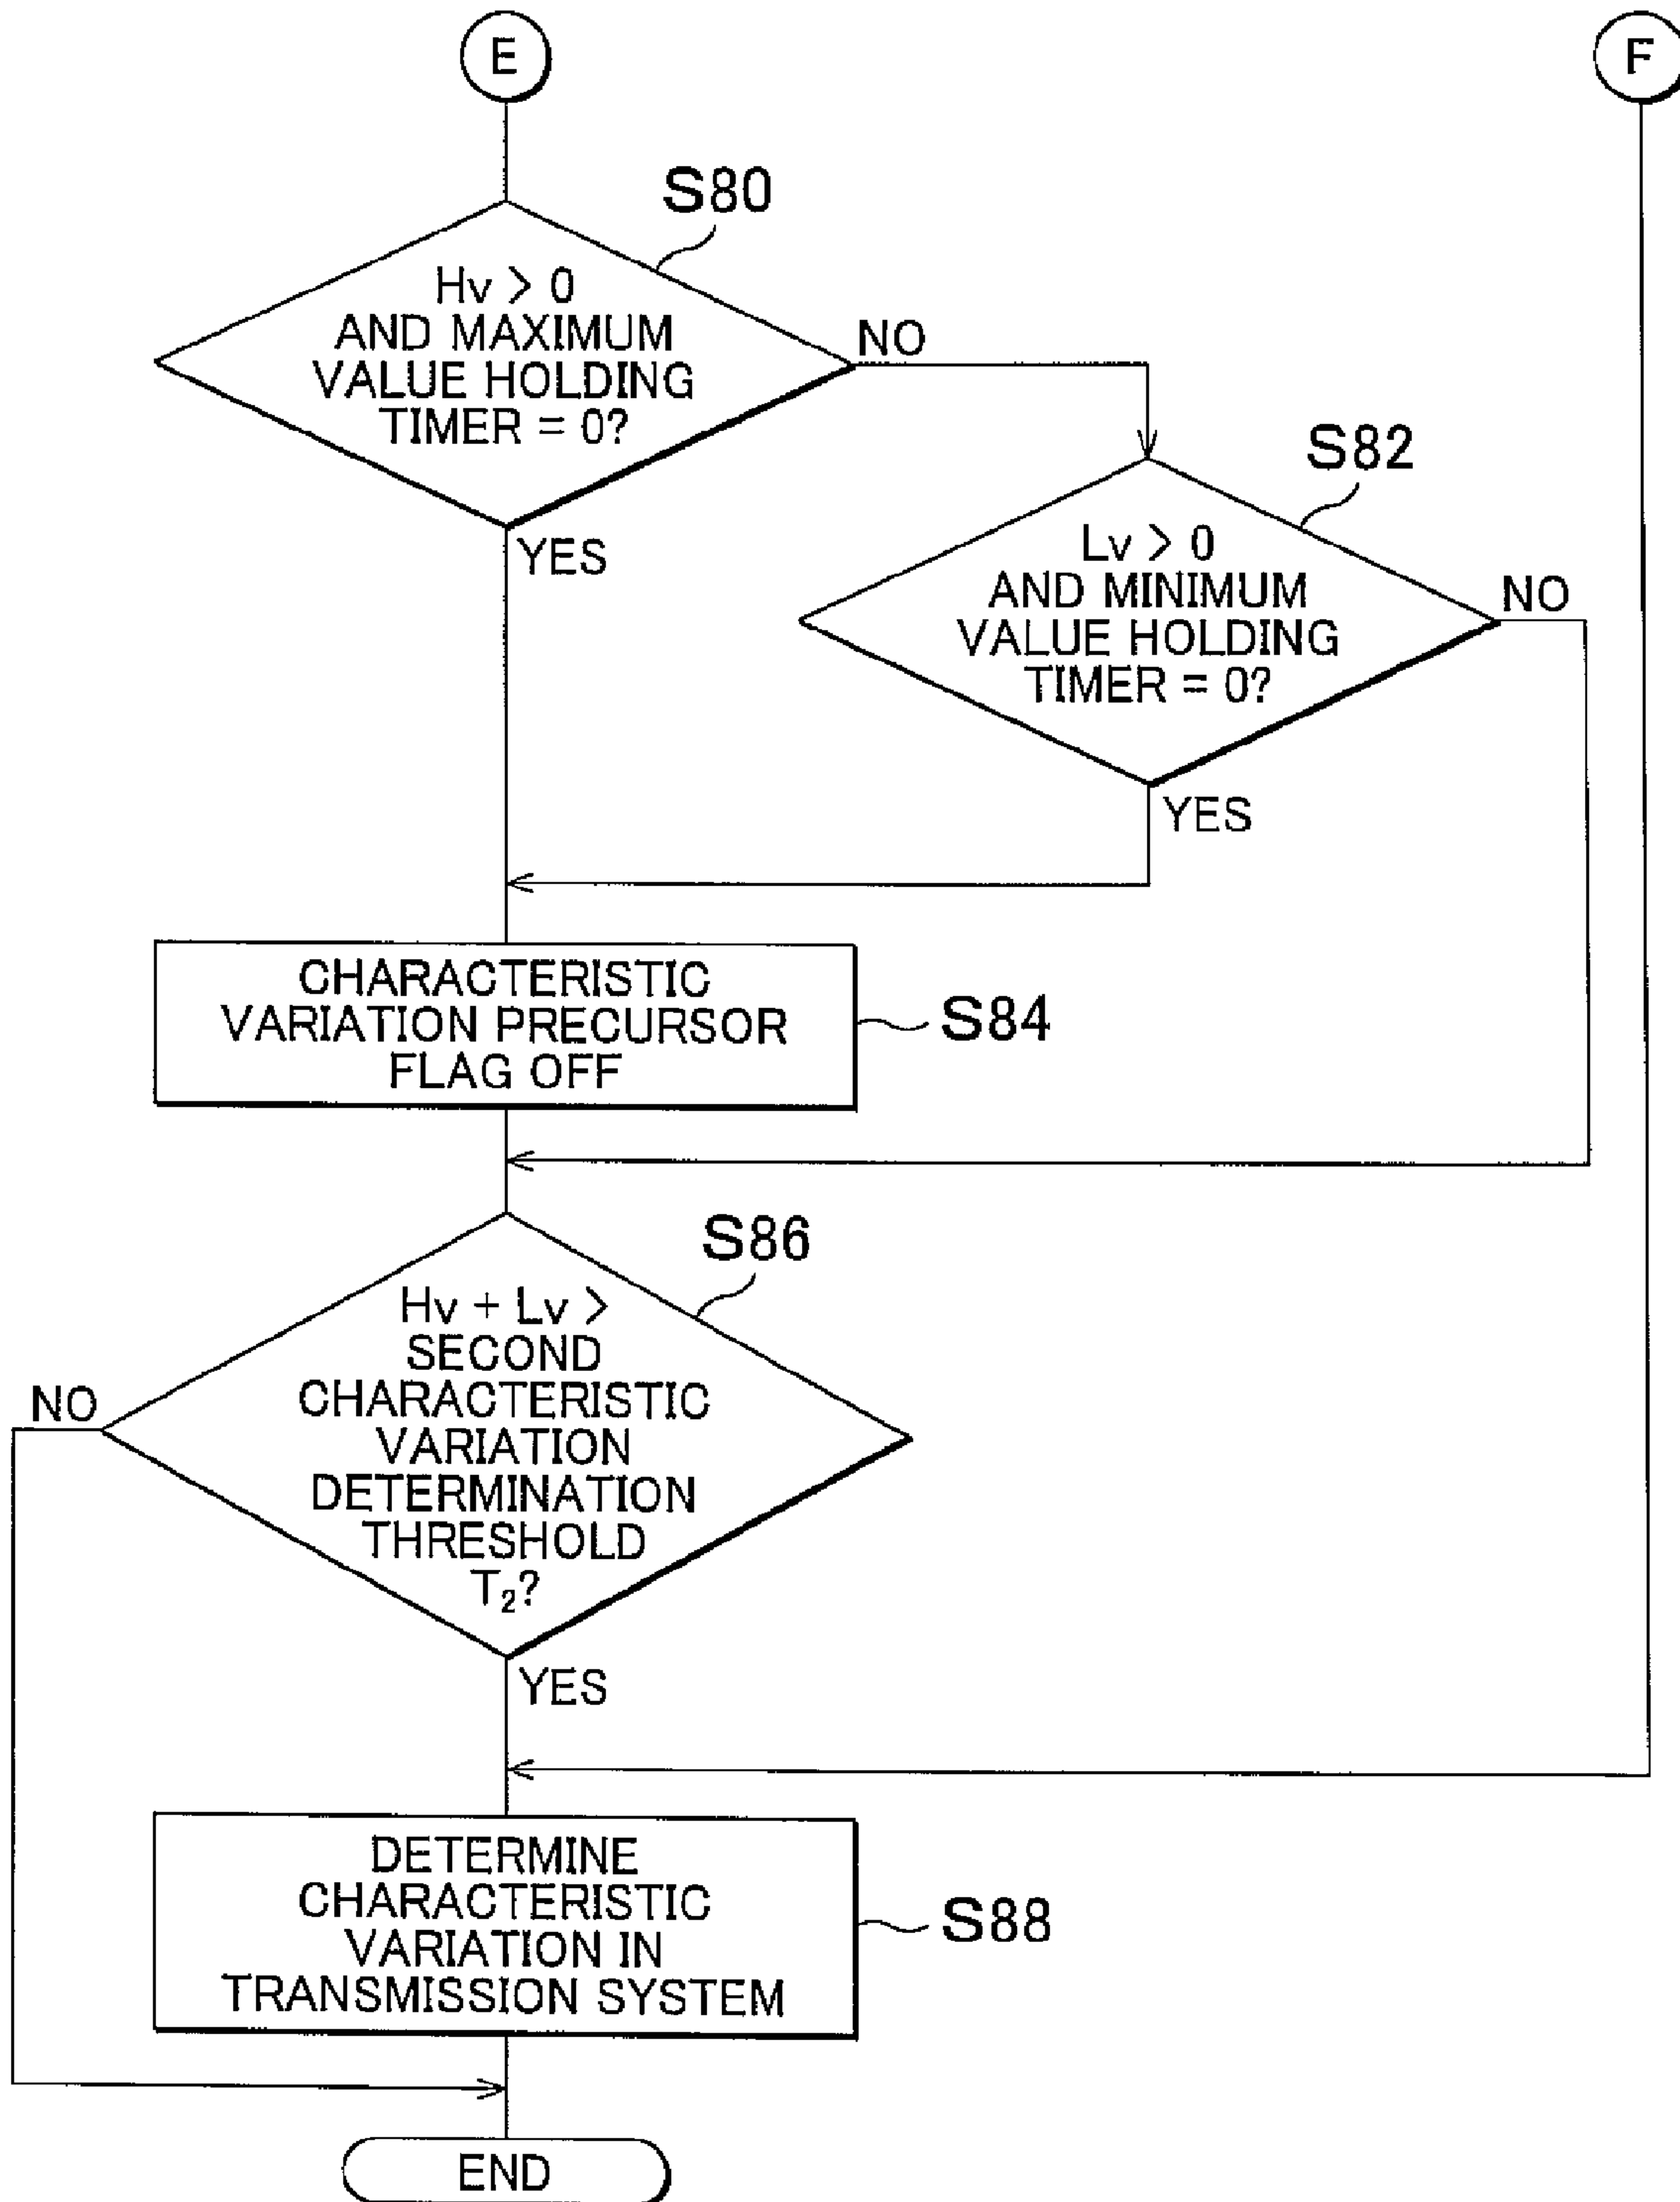 E
F
S80
Hv > 0
AND MAXIMUM
VALUE HOLDING
TIMER = 0?
NO
YES
S82
Lv > 0
AND MINIMUM
VALUE HOLDING
TIMER = 0?
NO
YES
CHARACTERISTIC
VARIATION PRECURSOR
FLAG OFF
S84
S86
Hv + Lv >
SECOND
CHARACTERISTIC
VARIATION
DETERMINATION
THRESHOLD
T₂?
NO
YES
DETERMINE
CHARACTERISTIC
VARIATION IN
TRANSMISSION SYSTEM
S88
END